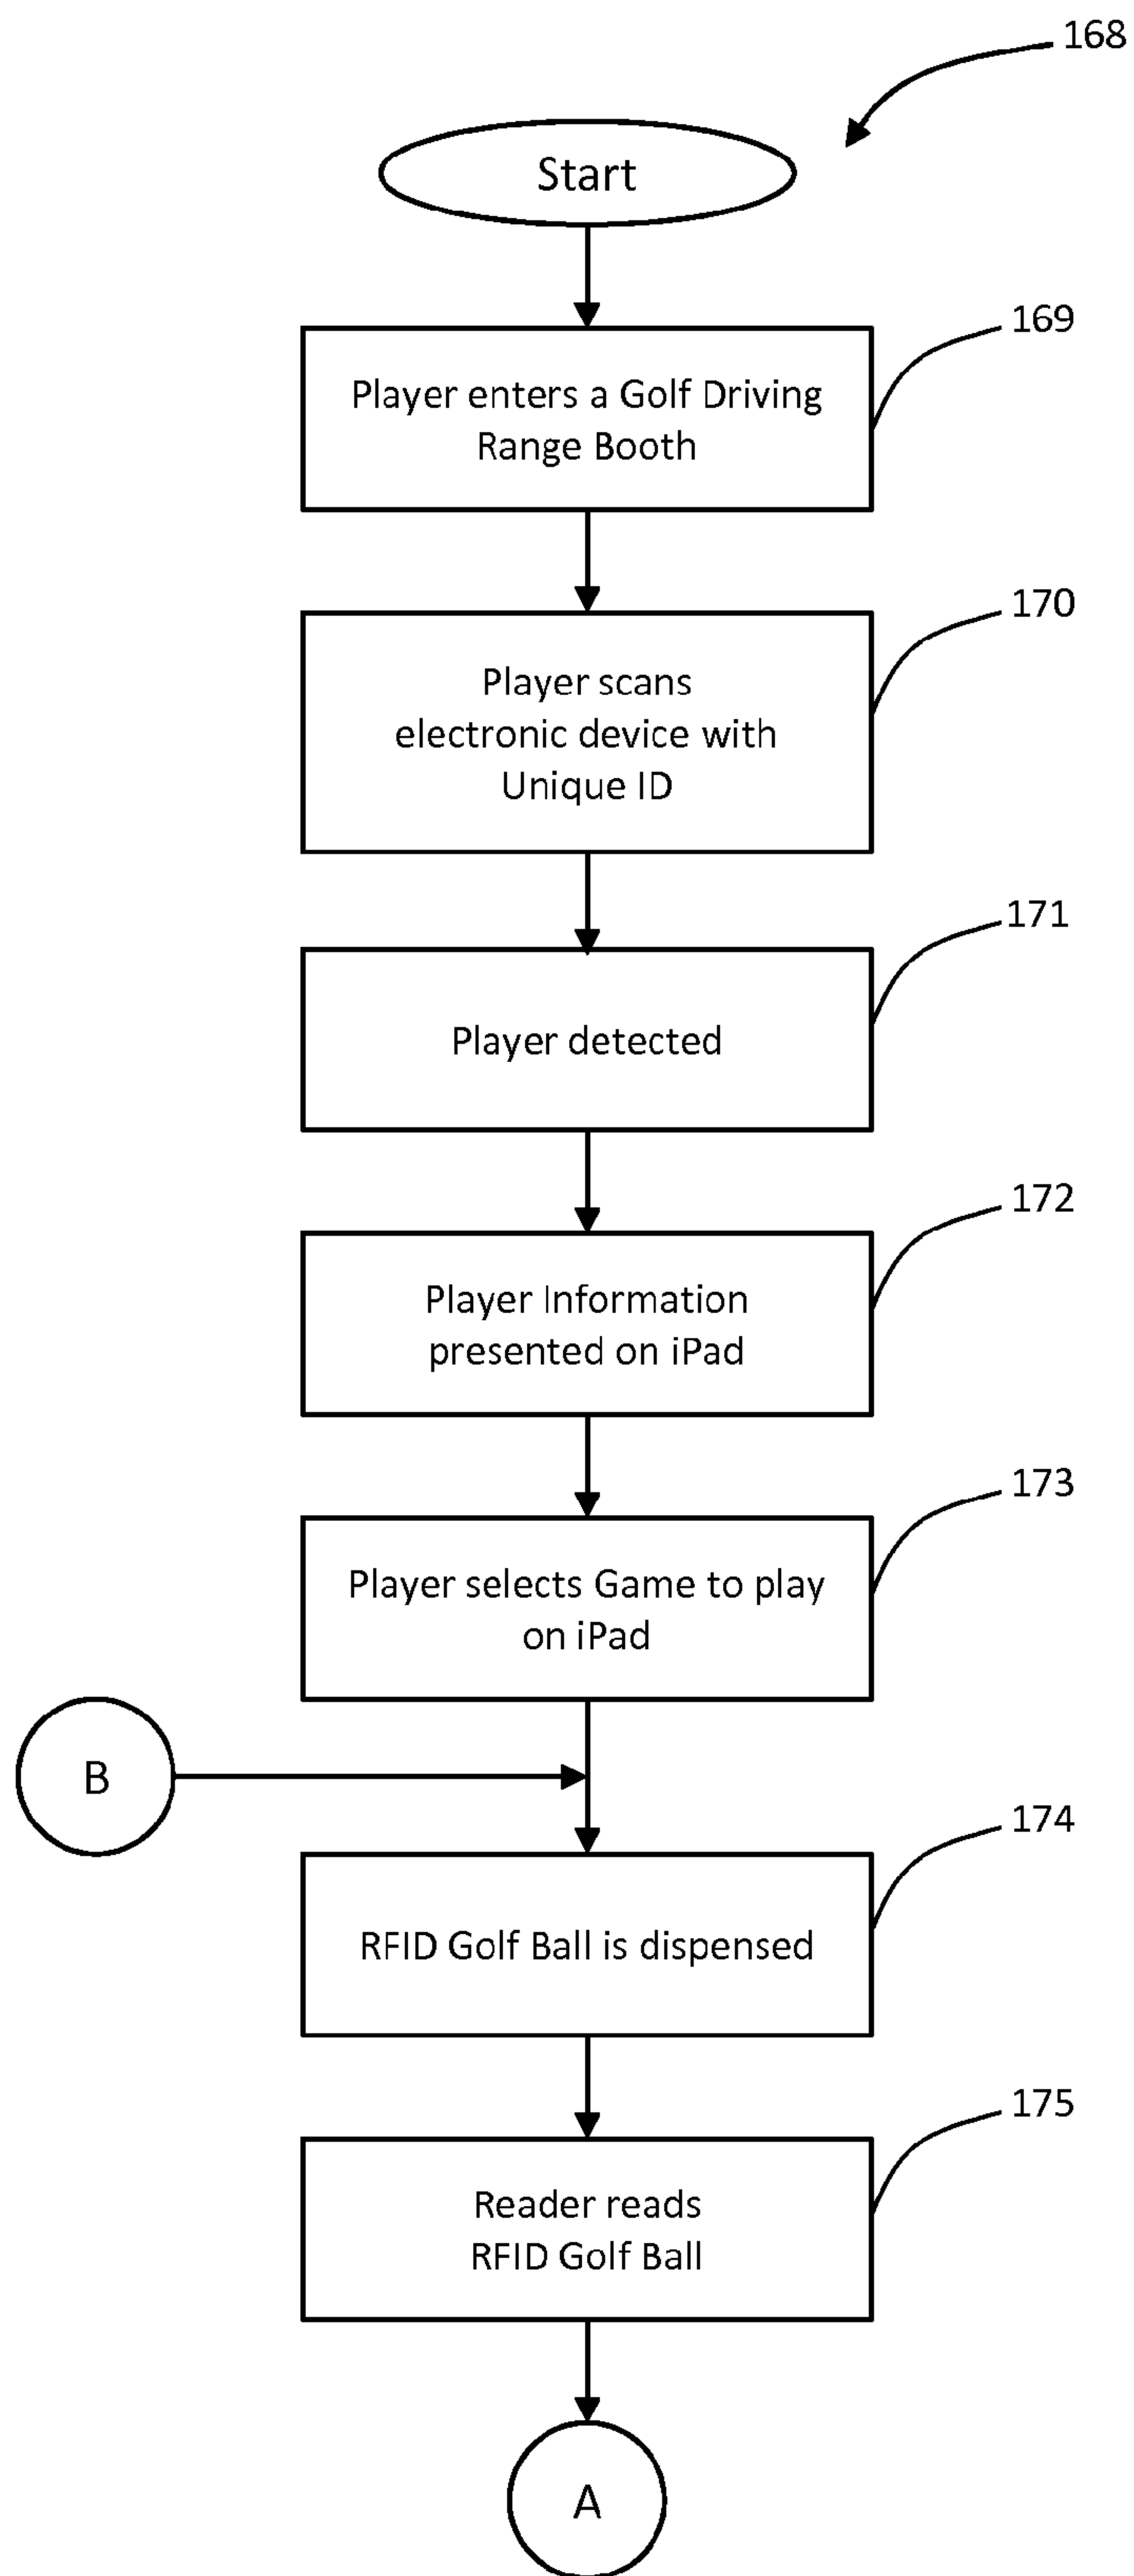 168
Start
169
Player enters a Golf Driving
Range Booth
170
Player scans
electronic device with
Unique ID
171
Player detected
172
Player Information
presented on iPad
173
Player selects Game to play
on iPad
B
174
RFID Golf Ball is dispensed
175
Reader reads
RFID Golf Ball
A